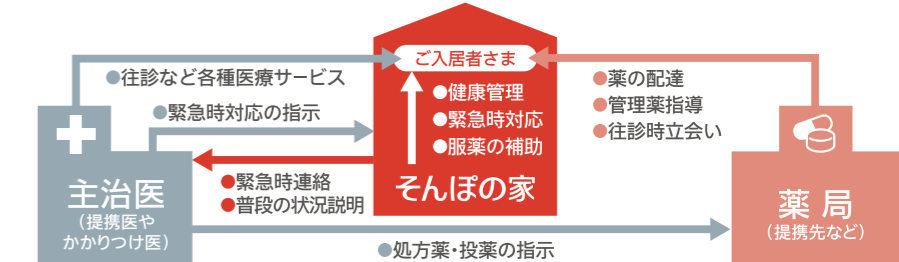 ご入居者さま
●往診など各種医療サービス
●緊急時対応の指示
●健康管理
●緊急時対応
●服薬の補助
●薬の配達
●管理薬指導
●往診時立会い
主治医
（提携医や
かかりつけ医）
●緊急時連絡
●普段の状況説明
そんぽの家
薬局
（提携先など）
●処方薬・投薬の指示